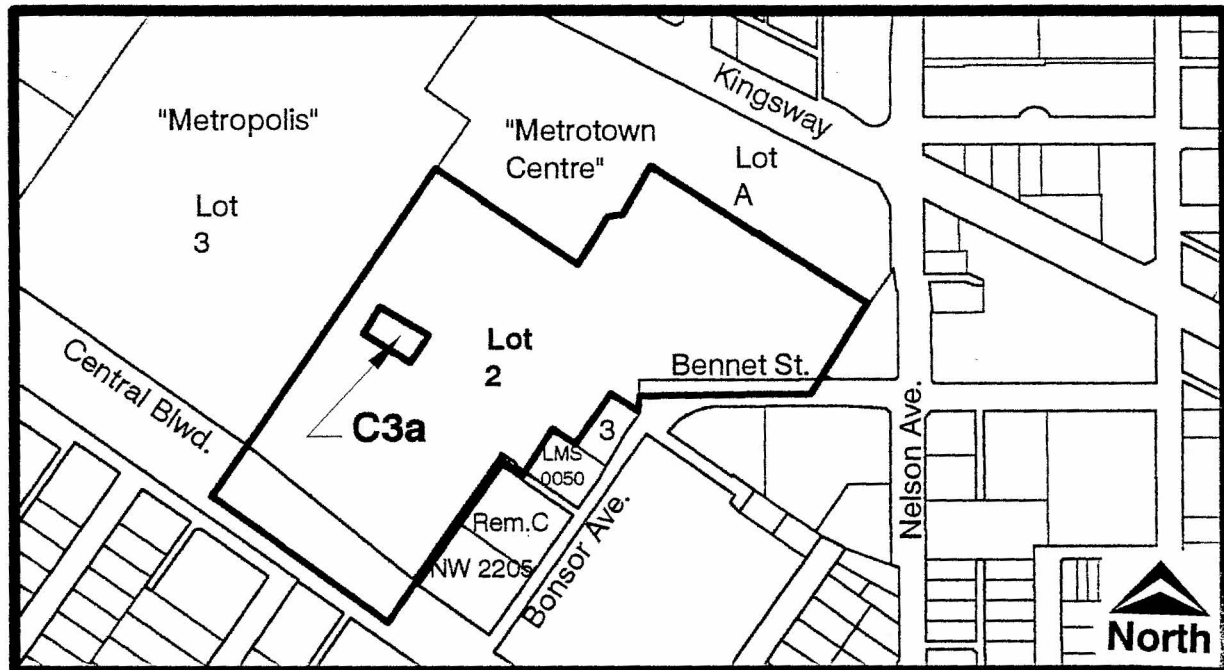 Kingsway
"Metropolis"
"Metrotown
Centre"
Lot
A
Lot
3
Central Blwd.
Lot
2
Bennet St.
C3a
3
LMS
0050
Rem.C
NW 2205
Bonsor Ave.
Nelson Ave.
North